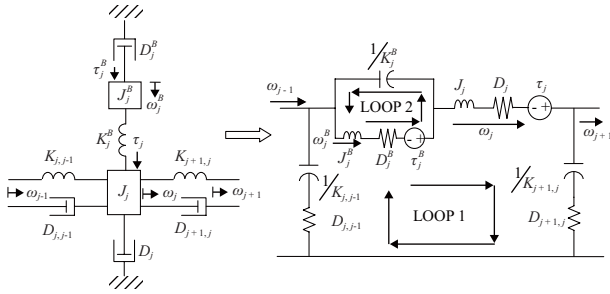 D_j^B
τ_j^B
J_j^B
ω_j^B
K_j^B
τ_j
K_{j,j-1}
K_{j+1,j}
ω_{j-1}
J_j
ω_j
ω_{j+1}
D_{j,j-1}
D_{j+1,j}
D_j
1/K_j^B
ω_{j-1}
LOOP 2
J_j
D_j
τ_j
- +
ω_j^B
- +
ω_j
ω_{j+1}
J_j^B
D_j^B
τ_j^B
1/K_{j,j-1}
1/K_{j+1,j}
D_{j,j-1}
LOOP 1
D_{j+1,j}